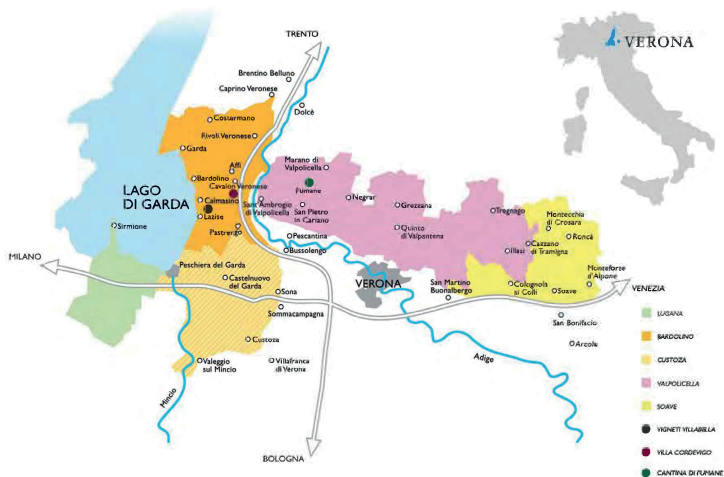 TRENTO
VERONA
Brentino Belluno
Caprino Veronese
Dolcè
Costermano
Rivoli Veronese
Garda
Affi
Marano di
Valpolicella
Bardolino
Cavaion Veronese
Fumane
LAGO
DI GARDA
Calmasino
Lazise
Sant'Ambrogio
di Valpolicella
San Pietro
in Cariano
Negrar
Grezzana
Tregnago
Montecchia
di Crosara
Sirmione
Pastrengo
Pescantina
Quinto
di Valpantena
Roncà
Cazzano
di Tramigna
Illasi
Bussolengo
MILANO
Peschiera del Garda
Castelnuovo
del Garda
Sona
VERONA
San Martino
Buonalbergo
Colognola
ai Colli
Soave
Monteforte
d'Alpone
VENEZIA
Sommacampagna
San Bonifacio
Arcole
Custoza
Valeggio
sul Mincio
Villafranca
di Verona
Adige
Mincio
BOLOGNA
LUGANA
BARDOLINO
CUSTOZA
VALPOLICELLA
SOAVE
VIGNETI VILLABELLA
VILLA CORDEVIGO
CANTINA DI FUMANE